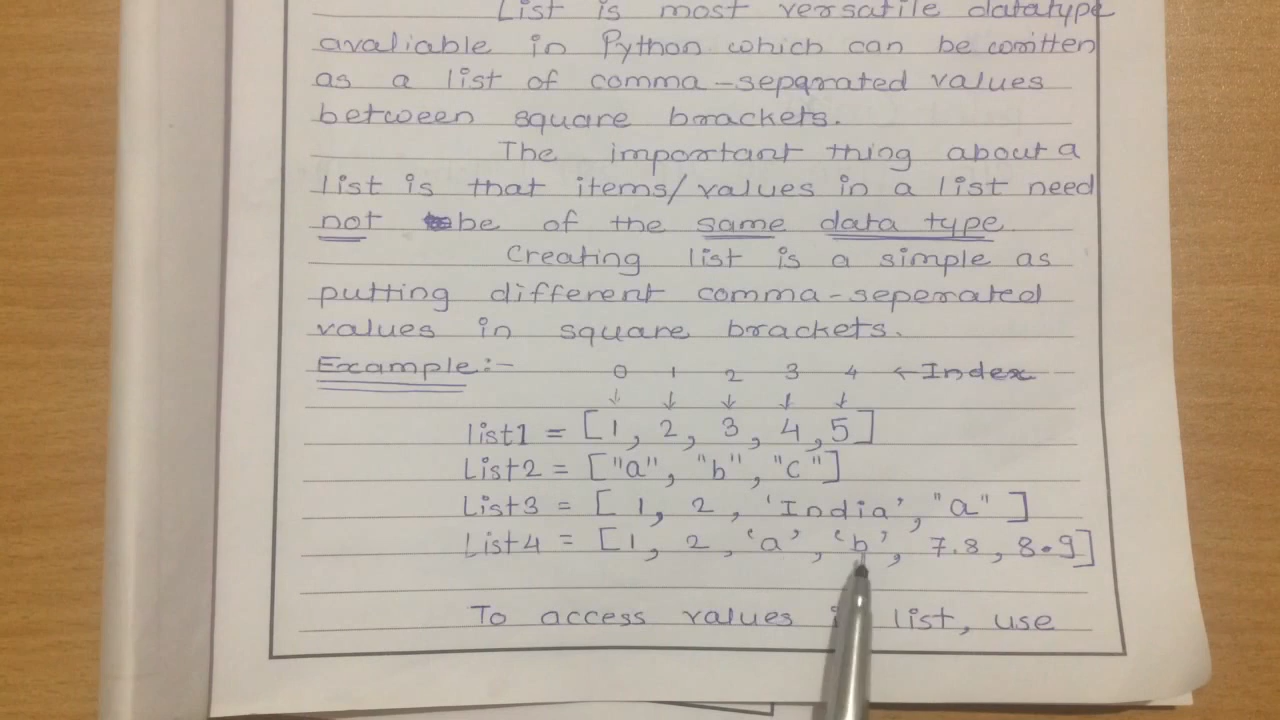 List is most versatile datatype
avaliable in Python which can be written
as a list of comma-separated values
between square brackets.
The important thing about a
list is that items/values in a list need
not be of the same data type
Creating list is a simple as
putting different comma-seperated
values in square brackets.
Example:- 0 1 2 3 4 ← Index
↓ ↓ ↓ ↓ ↓
list1 = [1, 2, 3, 4, 5]
List2 = ["a", "b", "c"]
List3 = [1, 2, 'India', "a"]
List4 = [1, 2, 'a', 'b', 7.8, 8.9]
To access values list, use